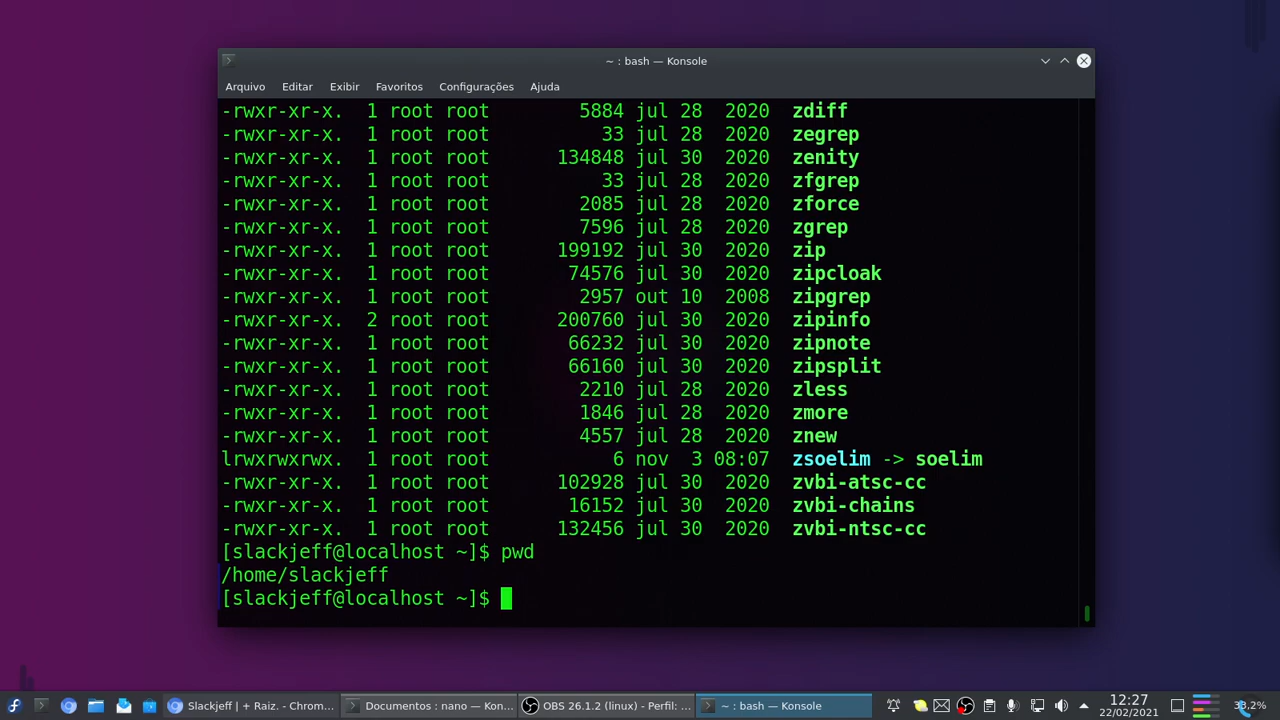 ~ : bash — Konsole
Arquivo Editar Exibir Favoritos Configurações Ajuda
-rwxr-xr-x. 1 root root 5884 jul 28 2020 zdiff
-rwxr-xr-x. 1 root root 33 jul 28 2020 zegrep
-rwxr-xr-x. 1 root root 134848 jul 30 2020 zenity
-rwxr-xr-x. 1 root root 33 jul 28 2020 zfgrep
-rwxr-xr-x. 1 root root 2085 jul 28 2020 zforce
-rwxr-xr-x. 1 root root 7596 jul 28 2020 zgrep
-rwxr-xr-x. 1 root root 199192 jul 30 2020 zip
-rwxr-xr-x. 1 root root 74576 jul 30 2020 zipcloak
-rwxr-xr-x. 1 root root 2957 out 10 2008 zipgrep
-rwxr-xr-x. 2 root root 200760 jul 30 2020 zipinfo
-rwxr-xr-x. 1 root root 66232 jul 30 2020 zipnote
-rwxr-xr-x. 1 root root 66160 jul 30 2020 zipsplit
-rwxr-xr-x. 1 root root 2210 jul 28 2020 zless
-rwxr-xr-x. 1 root root 1846 jul 28 2020 zmore
-rwxr-xr-x. 1 root root 4557 jul 28 2020 znew
lrwxrwxrwx. 1 root root 6 nov 3 08:07 zsoelim -> soelim
-rwxr-xr-x. 1 root root 102928 jul 30 2020 zvbi-atsc-cc
-rwxr-xr-x. 1 root root 16152 jul 30 2020 zvbi-chains
-rwxr-xr-x. 1 root root 132456 jul 30 2020 zvbi-ntsc-cc
[slackjeff@localhost ~]$ pwd
/home/slackjeff
[slackjeff@localhost ~]$
Slackjeff | + Raiz. - Chrom... Documentos : nano — Kon... OBS 26.1.2 (linux) - Perfil: ... ~ : bash — Konsole 12:27
22/02/2021